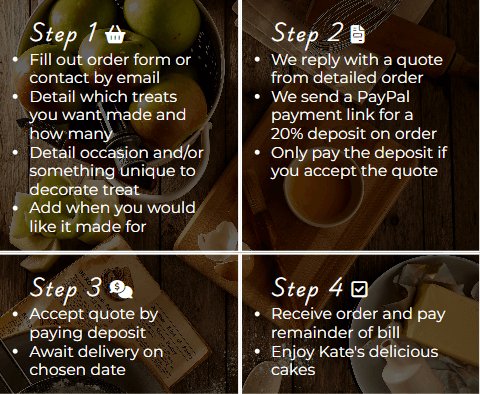 Step 1
Fill out order form or
contact by email
Detail which treats
you want made and
how many
Detail occasion and/or
something unique to
decorate treat
Add when you would
like it made for
Step 2
We reply with a quote
from detailed order
We send a PayPal
payment link for a
20% deposit on order
Only pay the deposit if
you accept the quote
Step 3
Accept quote by
paying deposit
Await delivery on
chosen date
Step 4
Receive order and pay
remainder of bill
Enjoy Kate's delicious
cakes